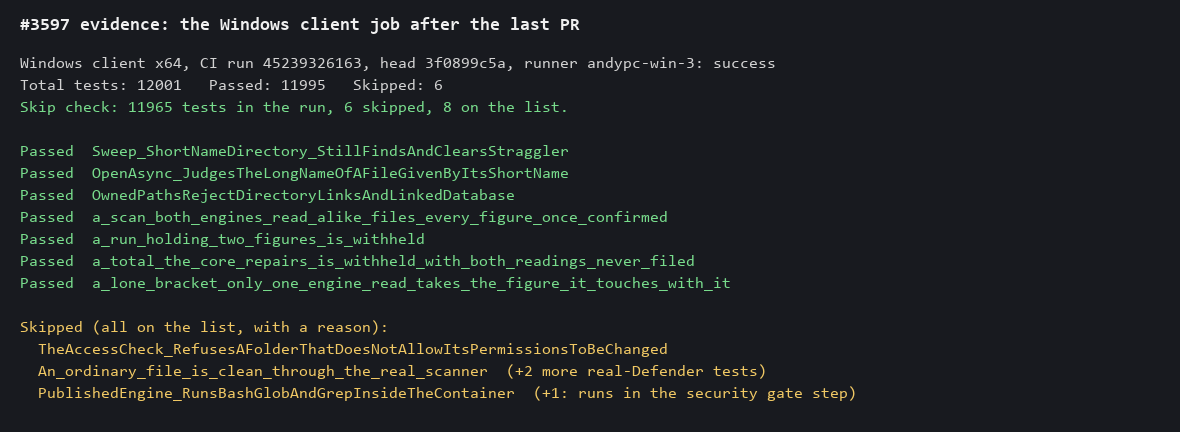 #3597 evidence: the Windows client job after the last PR
Windows client x64, CI run 45239326163, head 3f0899c5a, runner andypc-win-3: success
Total tests: 12001   Passed: 11995   Skipped: 6
Skip check: 11965 tests in the run, 6 skipped, 8 on the list.
Passed  Sweep_ShortNameDirectory_StillFindsAndClearsStraggler
Passed  OpenAsync_JudgesTheLongNameOfAFileGivenByItsShortName
Passed  OwnedPathsRejectDirectoryLinksAndLinkedDatabase
Passed  a_scan_both_engines_read_alike_files_every_figure_once_confirmed
Passed  a_run_holding_two_figures_is_withheld
Passed  a_total_the_core_repairs_is_withheld_with_both_readings_never_filed
Passed  a_lone_bracket_only_one_engine_read_takes_the_figure_it_touches_with_it
Skipped (all on the list, with a reason):
  TheAccessCheck_RefusesAFolderThatDoesNotAllowItsPermissionsToBeChanged
  An_ordinary_file_is_clean_through_the_real_scanner  (+2 more real-Defender tests)
  PublishedEngine_RunsBashGlobAndGrepInsideTheContainer  (+1: runs in the security gate step)